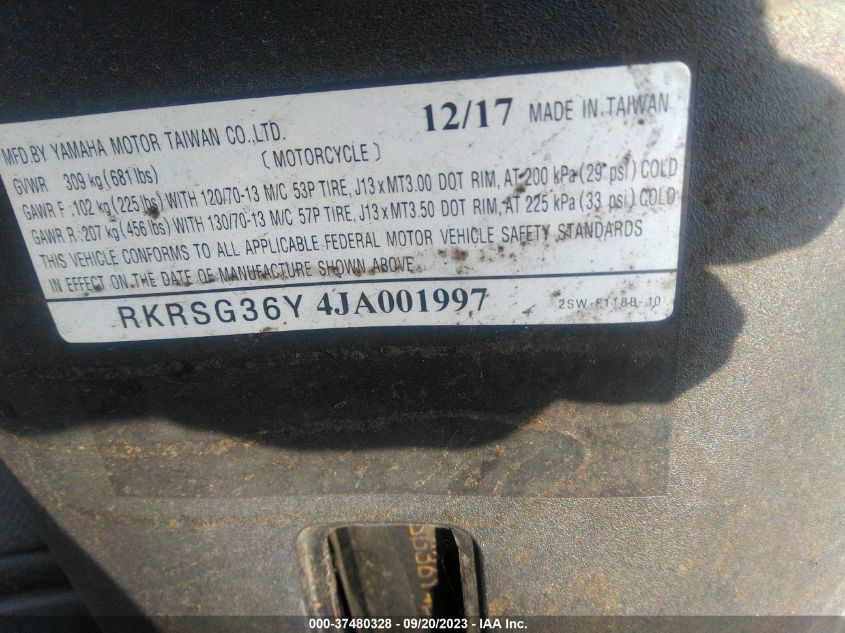 MFD.BY YAMAHA MOTOR TAIWAN CO.,LTD. 12/17 MADE IN TAIWAN
(MOTORCYCLE)
GVWR 309 kg (681 lbs)
GAWR F :102 kg (225 lbs) WITH 120/70-13 M/C 53P TIRE, J13 x MT3.00 DOT RIM, AT 200 kPa (29 psi) COLD
GAWR R :207 kg (456 lbs) WITH 130/70-13 M/C 57P TIRE, J13 x MT3.50 DOT RIM, AT 225 kPa (33 psi) COLD
THIS VEHICLE CONFORMS TO ALL APPLICABLE FEDERAL MOTOR VEHICLE SAFETY STANDARDS
IN EFFECT ON THE DATE OF MANUFACTURE SHOWN ABOVE.
RKRSG36Y 4JA001997 2SW F118B-10
000-37480328 - 09/20/2023 - IAA Inc.